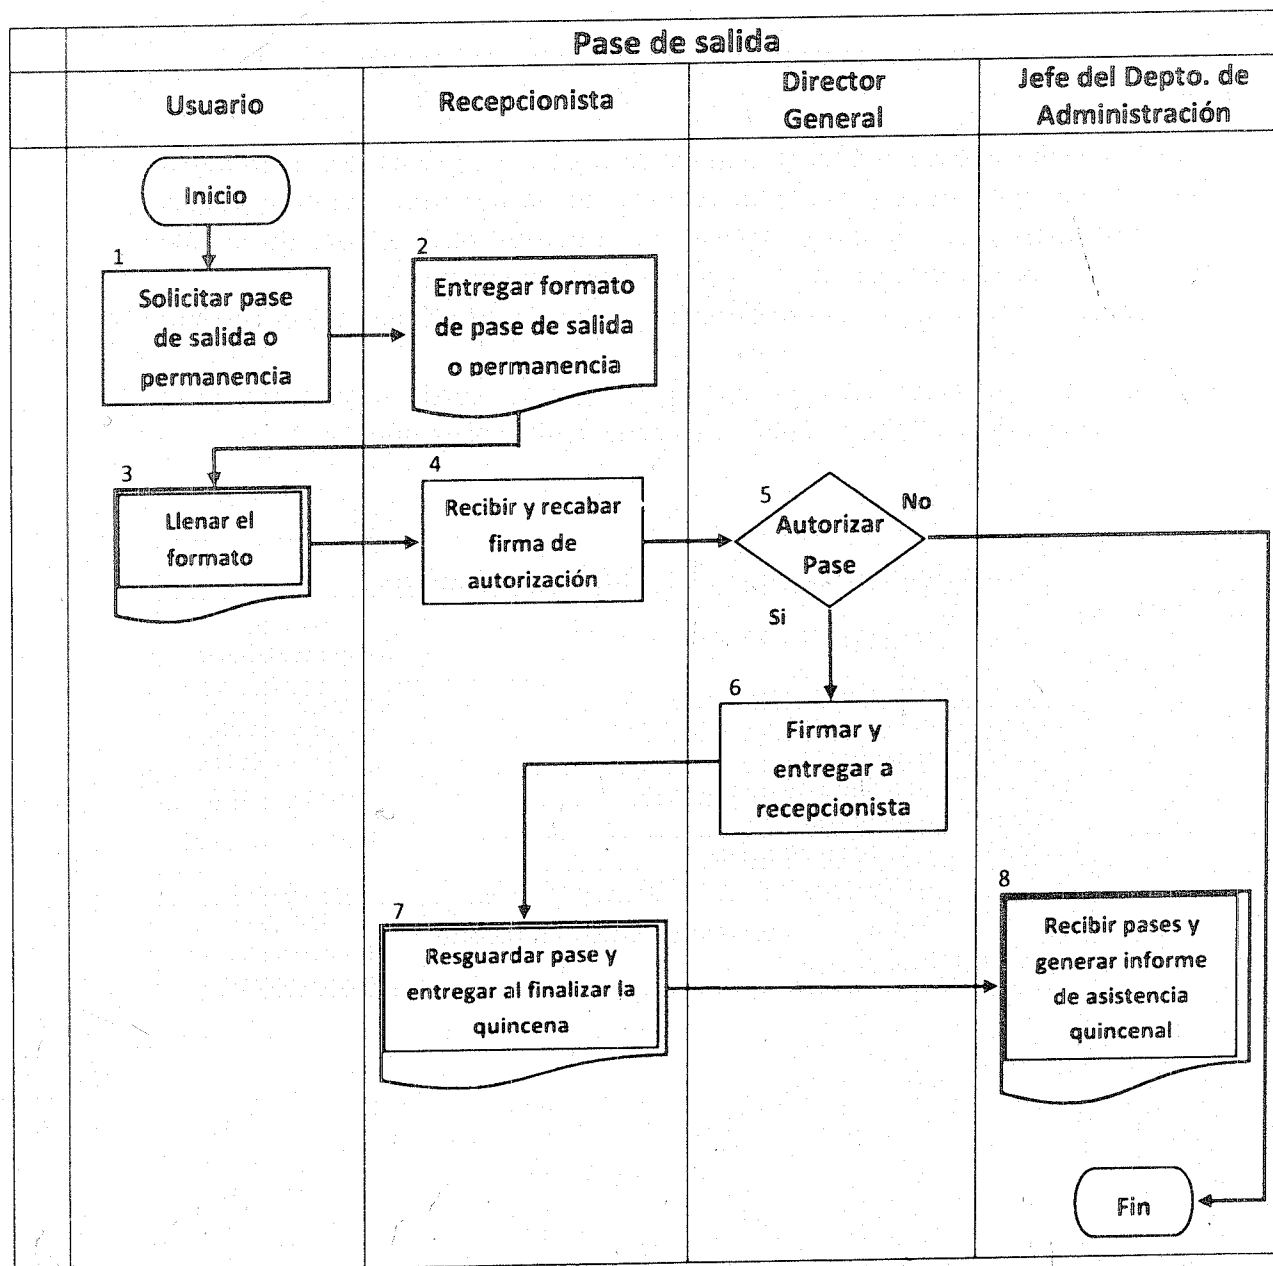 Pase de salida
Usuario
Recepcionista
Director
General
Jefe del Depto. de
Administración
Inicio
1
Solicitar pase
de salida o
permanencia
2
Entregar formato
de pase de salida
o permanencia
3
Llenar el
formato
4
Recibir y recabar
firma de
autorización
5
Autorizar
Pase
No
Si
6
Firmar y
entregar a
recepcionista
7
Resguardar pase y
entregar al finalizar la
quincena
8
Recibir pases y
generar informe
de asistencia
quincenal
Fin